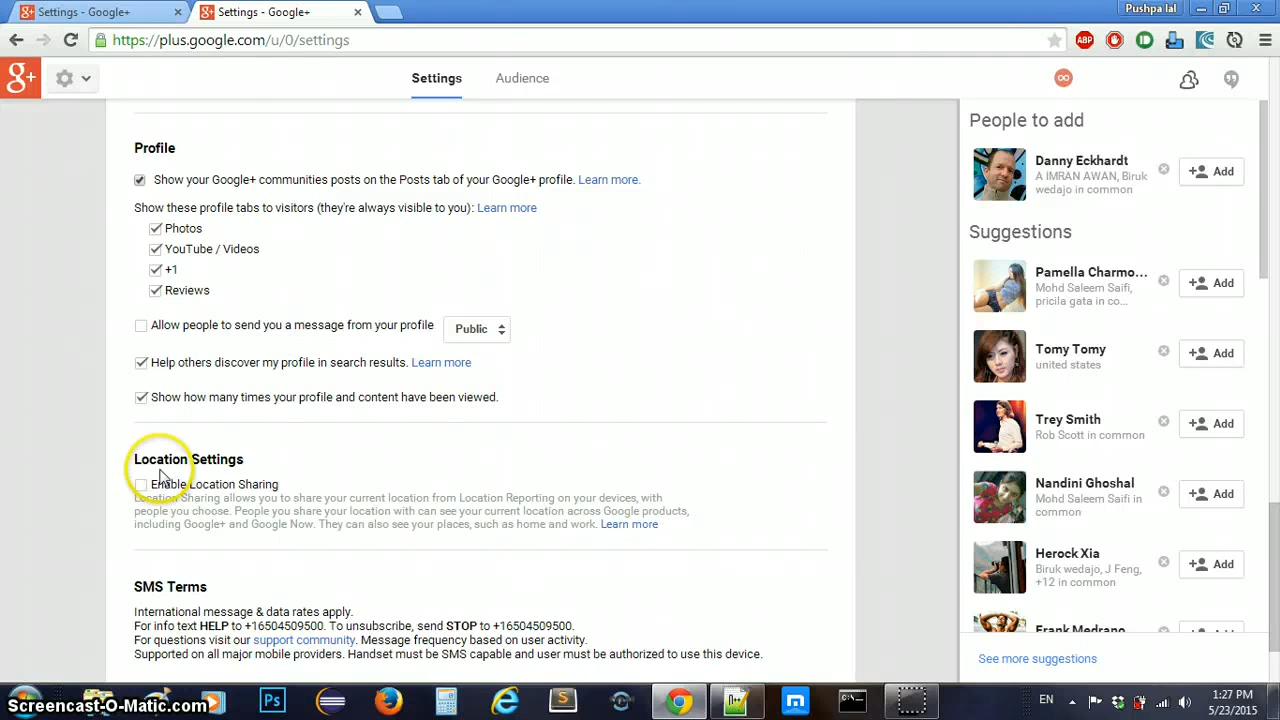 Settings - Google+
Settings - Google+
Pushpa lal
https://plus.google.com/u/0/settings
ABP
g+
Settings
Audience
Profile
Show your Google+ communities posts on the Posts tab of your Google+ profile. Learn more.
Show these profile tabs to visitors (they're always visible to you): Learn more
Photos
YouTube / Videos
+1
Reviews
Allow people to send you a message from your profile
Public
Help others discover my profile in search results. Learn more
Show how many times your profile and content have been viewed.
Location Settings
Enable Location Sharing
Location Sharing allows you to share your current location from Location Reporting on your devices, with
people you choose. People you share your location with can see your current location across Google products,
including Google+ and Google Now. They can also see your places, such as home and work. Learn more
SMS Terms
International message & data rates apply.
For info text HELP to +16504509500. To unsubscribe, send STOP to +16504509500.
For questions visit our support community. Message frequency based on user activity.
Supported on all major mobile providers. Handset must be SMS capable and user must be authorized to use this device.
People to add
Danny Eckhardt
A IMRAN AWAN, Biruk
wedajo in common
Add
Suggestions
Pamella Charmo...
Mohd Saleem Saifi,
pricila gata in co...
Add
Tomy Tomy
united states
Add
Trey Smith
Rob Scott in common
Add
Nandini Ghoshal
Mohd Saleem Saifi in
common
Add
Herock Xia
Biruk wedajo, J Feng,
+12 in common
Add
Frank Medrano
See more suggestions
Ps
EN
1:27 PM
5/23/2015
Screencast-O-Matic.com